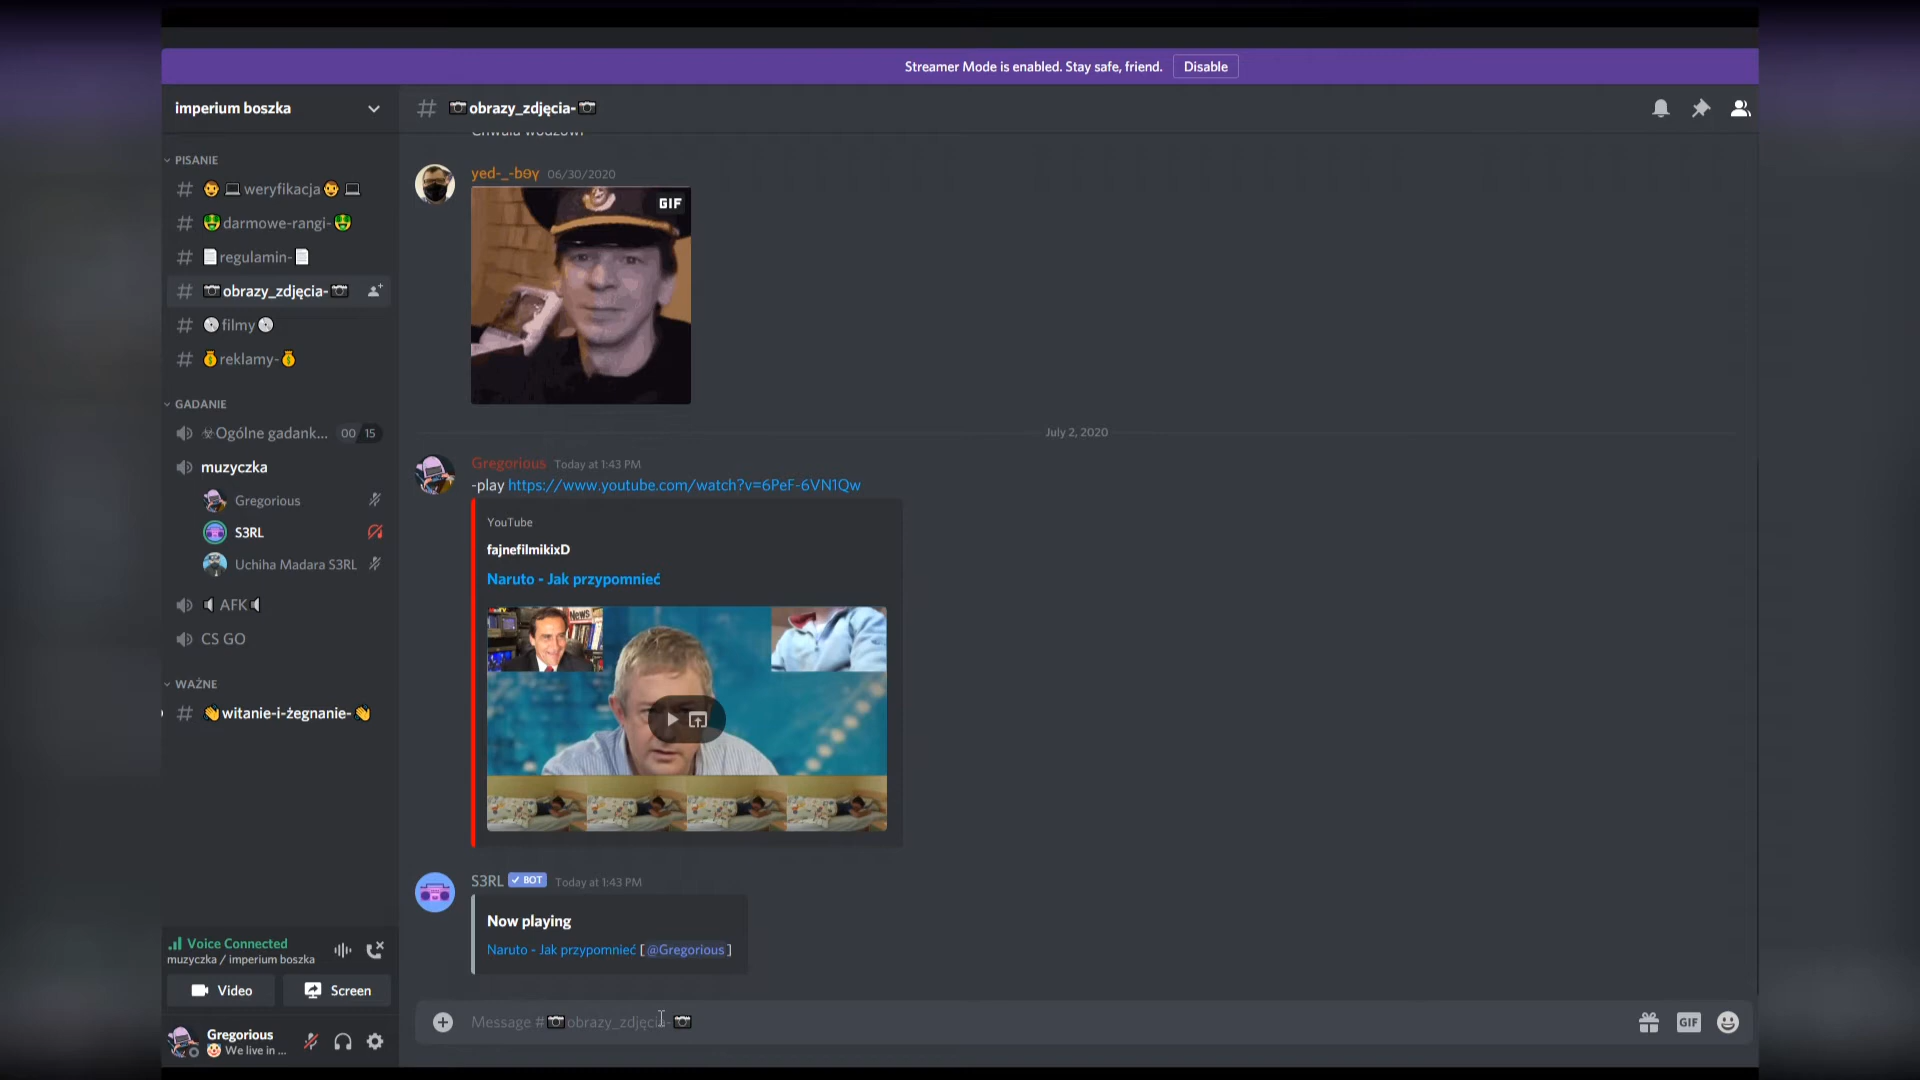 Streamer Mode is enabled. Stay safe, friend. Disable
imperium boszka
# 📷obrazy_zdjęcia-📷
PISANIE
# 👨💻weryfikacja👨💻
# 🤑darmowe-rangi-🤑
# 📄regulamin-📄
# 📷obrazy_zdjęcia-📷
# 💿filmy💿
# 💰reklamy-💰
GADANIE
☣Ogólne gadank... 00 15
muzyczka
Gregorious
S3RL
Uchiha Madara S3RL
🔈AFK🔈
CS GO
WAŻNE
# 👋witanie-i-żegnanie-👋
Voice Connected
muzyczka / imperium boszka
Video Screen
Gregorious
🤡 We live in ...
Chwała wodzowi
yed-_-bɘγ 06/30/2020
GIF
July 2, 2020
Gregorious Today at 1:43 PM
-play https://www.youtube.com/watch?v=6PeF-6VN1Qw
YouTube
fajnefilmikixD
Naruto - Jak przypomnieć
News
S3RL ✓ BOT Today at 1:43 PM
Now playing
Naruto - Jak przypomnieć [ @Gregorious ]
Message #📷obrazy_zdjęcia-📷
GIF